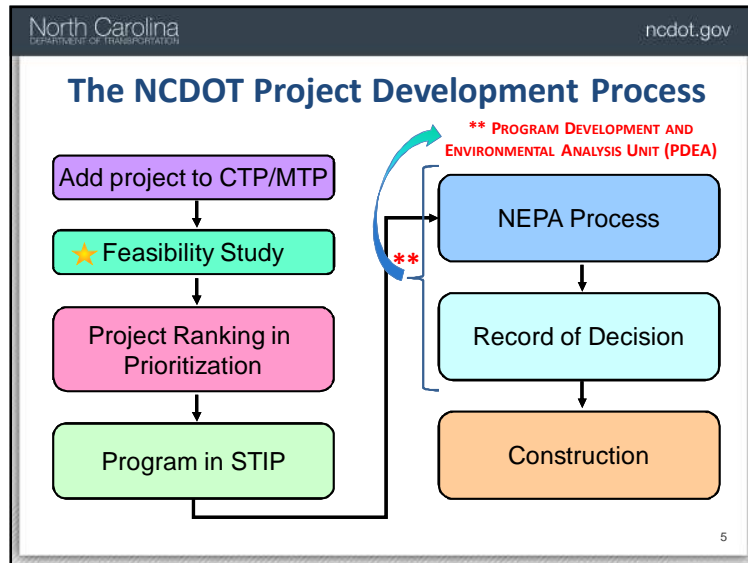 North Carolina
DEPARTMENT OF TRANSPORTATION
ncdot.gov
The NCDOT Project Development Process
** PROGRAM DEVELOPMENT AND
ENVIRONMENTAL ANALYSIS UNIT (PDEA)
Add project to CTP/MTP
Feasibility Study
Project Ranking in
Prioritization
Program in STIP
**
NEPA Process
Record of Decision
Construction
5